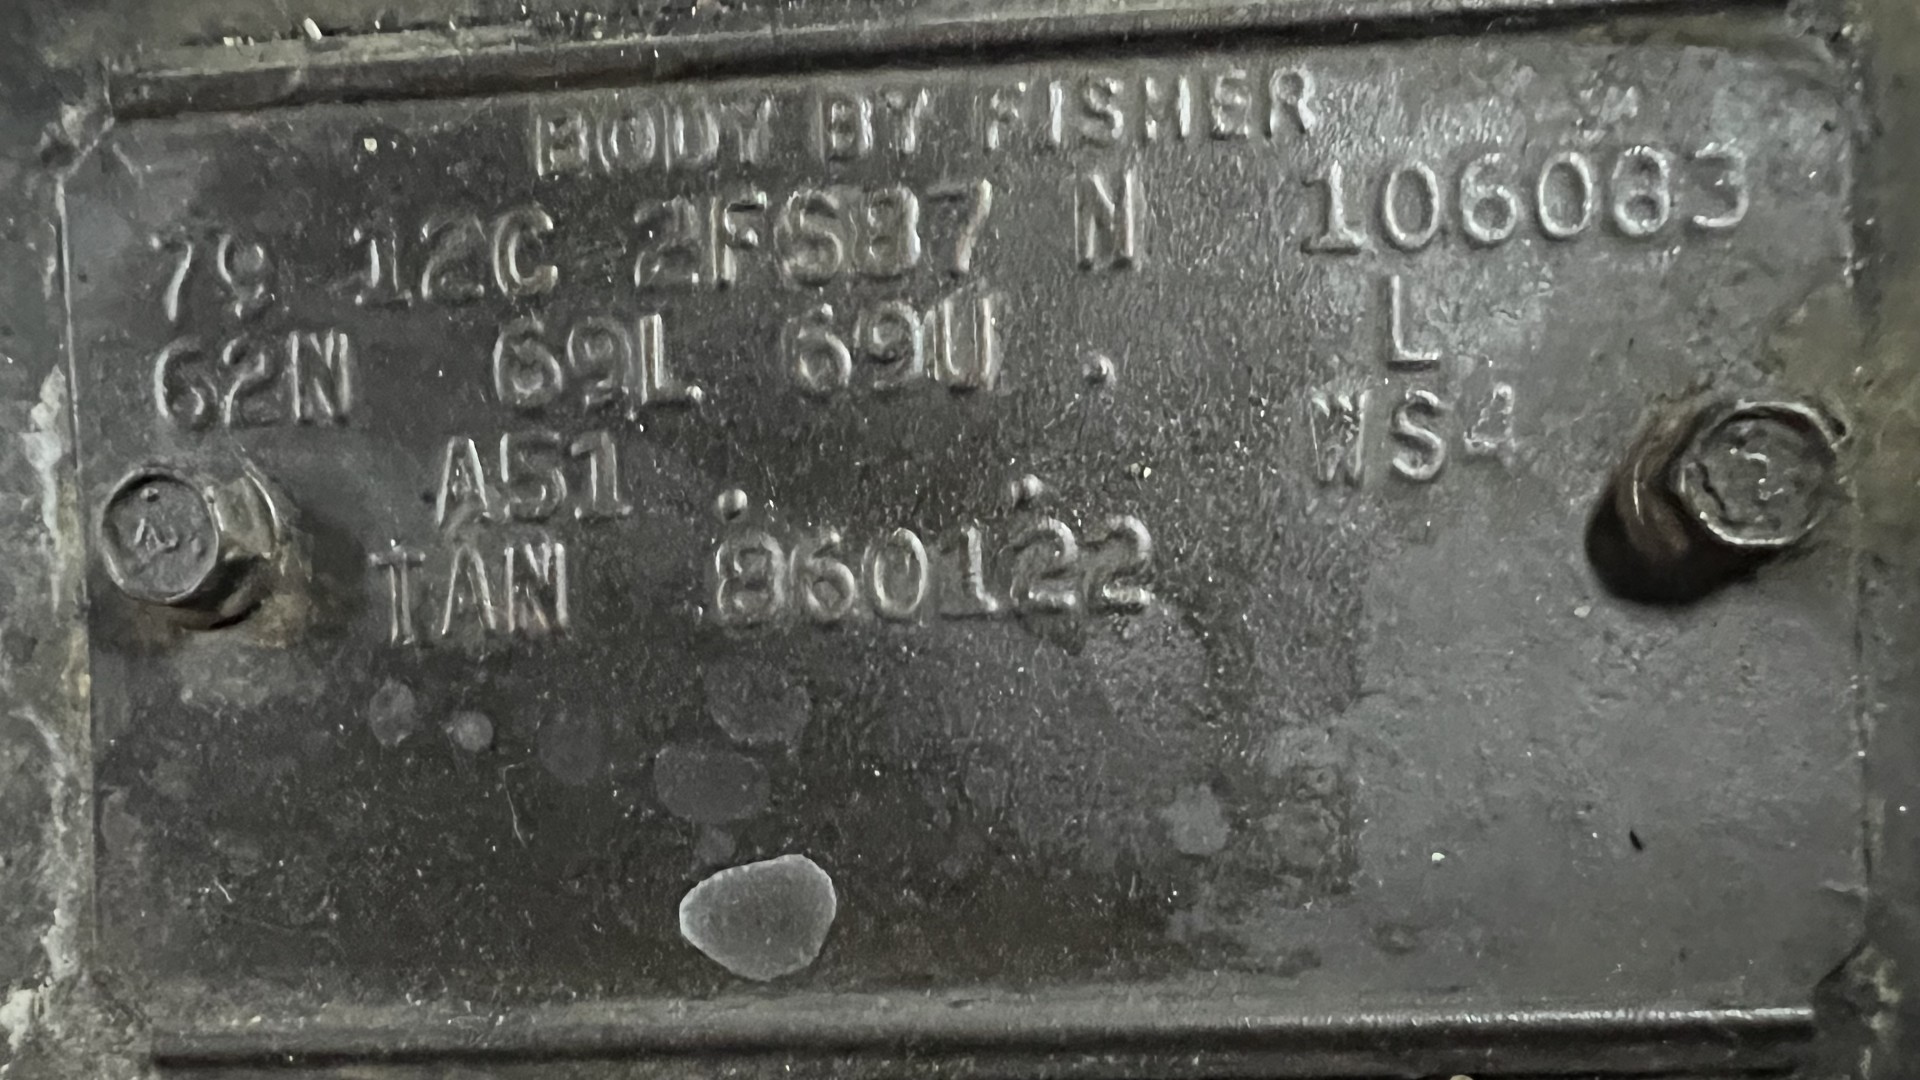 BODY BY FISHER
79 12C 2FS87 N 106083
62N 69L 69U . L
A51 . . WS4
TAN 860122